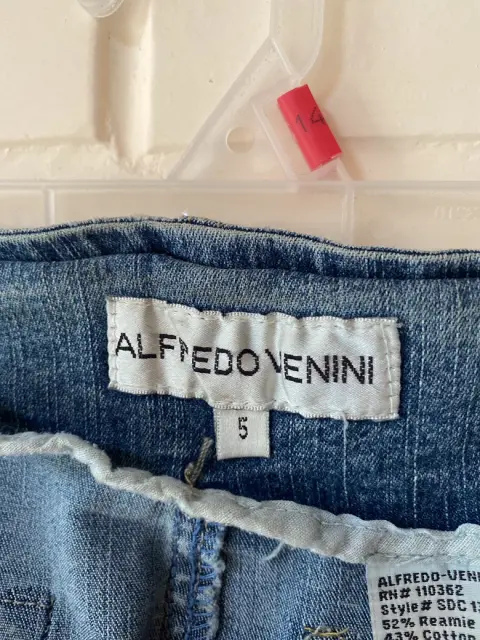 14
ALFREDO VENINI
5
ALFREDO-VENI
RN# 110362
Style# SDC 13
52% Reamie
43% Cotton